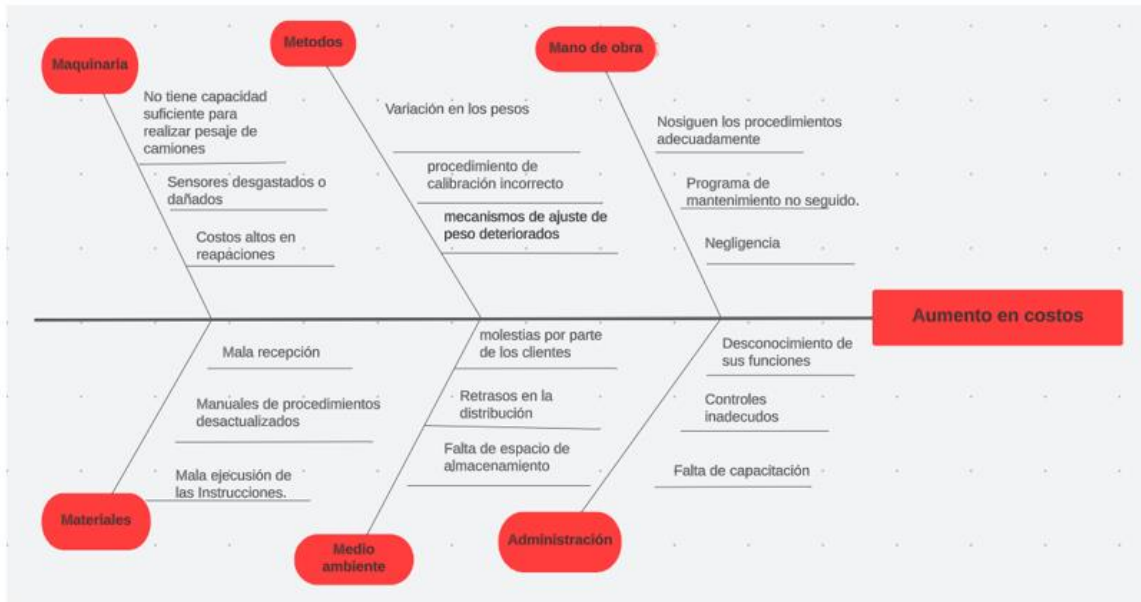 Maquinaria
No tiene capacidad
suficiente para
realizar pesaje de
camiones
Sensores desgastados o
dañados
Costos altos en
reapaciones
Metodos
Variación en los pesos
procedimiento de
calibración incorrecto
mecanismos de ajuste de
peso deteriorados
Mano de obra
Nosiguen los procedimientos
adecuadamente
Programa de
mantenimiento no seguido.
Negligencia
Aumento en costos
Mala recepción
Manuales de procedimientos
desactualizados
Mala ejecusión de
las Instrucciones.
Materiales
molestias por parte
de los clientes
Retrasos en la
distribución
Falta de espacio de
almacenamiento
Medio
ambiente
Desconocimiento de
sus funciones
Controles
inadecudos
Falta de capacitación
Administración